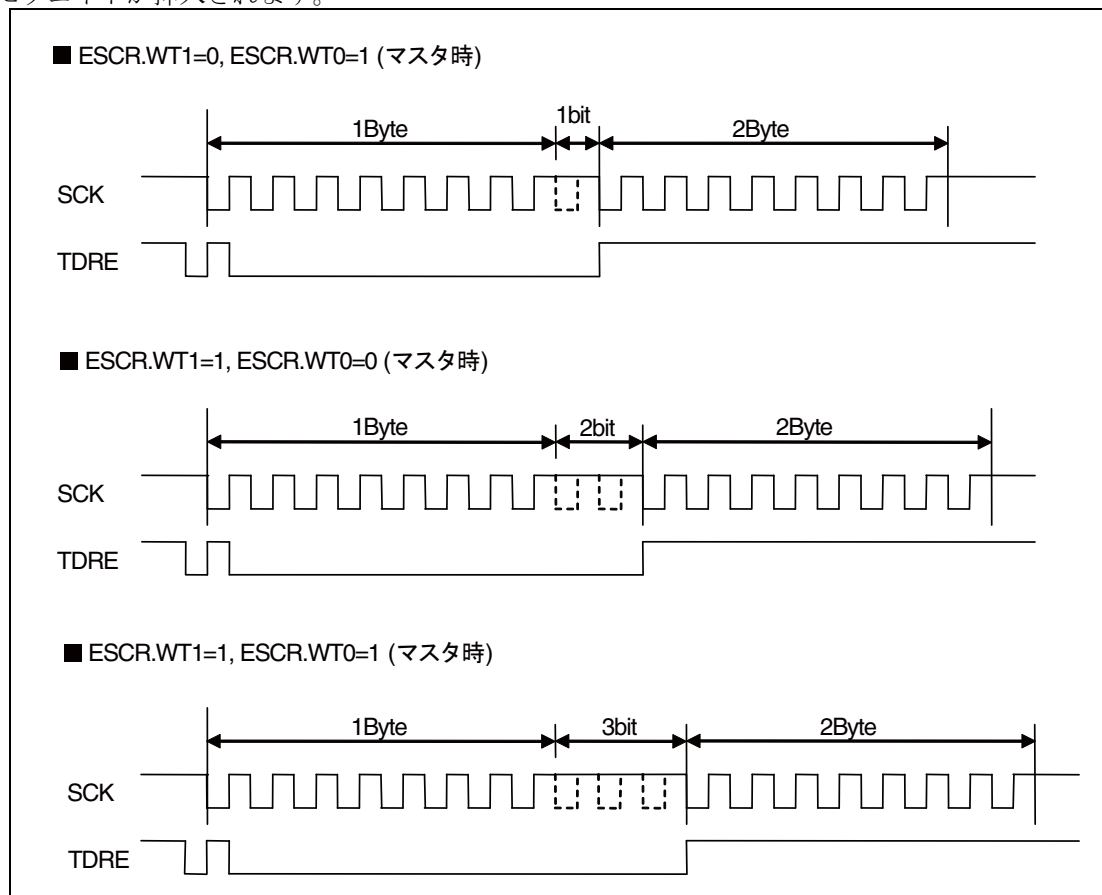 ■ ESCR.WT1=0, ESCR.WT0=1 (マスタ時)
1Byte 1bit 2Byte
SCK
TDRE
■ ESCR.WT1=1, ESCR.WT0=0 (マスタ時)
1Byte 2bit 2Byte
SCK
TDRE
■ ESCR.WT1=1, ESCR.WT0=1 (マスタ時)
1Byte 3bit 2Byte
SCK
TDRE